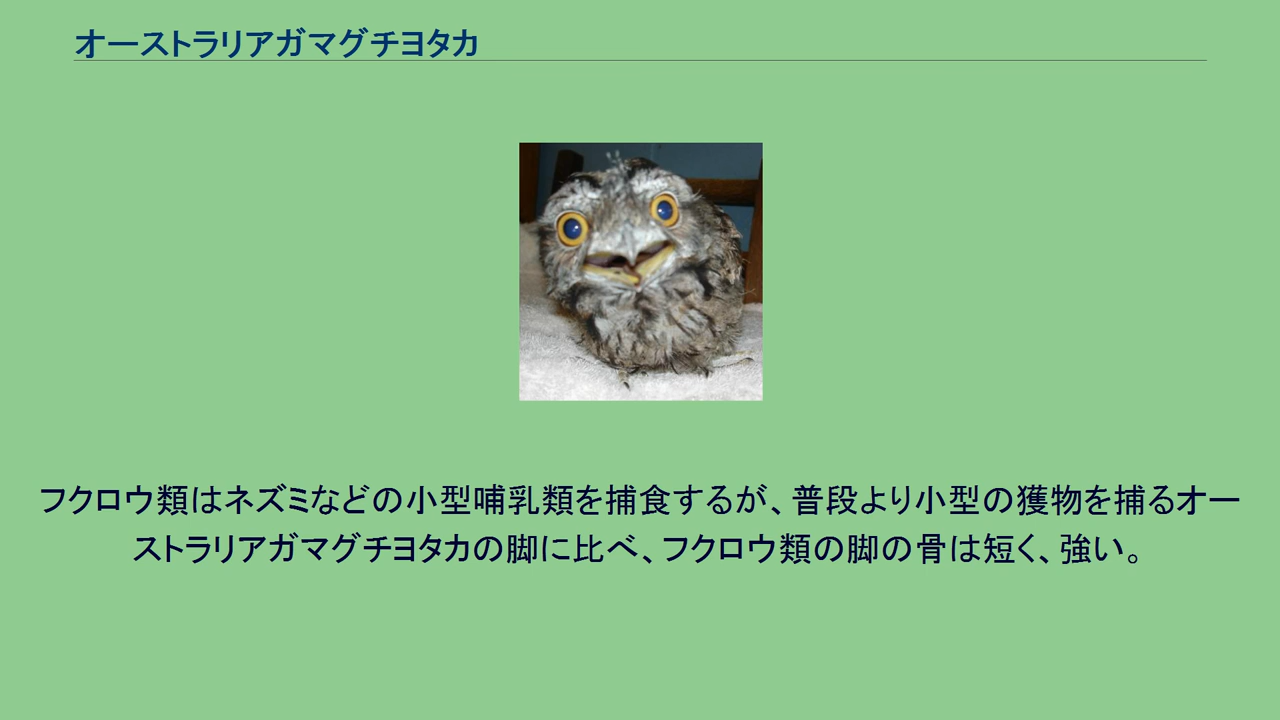 オーストラリアガマグチヨタカ
フクロウ類はネズミなどの小型哺乳類を捕食するが、普段より小型の獲物を捕るオー
ストラリアガマグチヨタカの脚に比べ、フクロウ類の脚の骨は短く、強い。